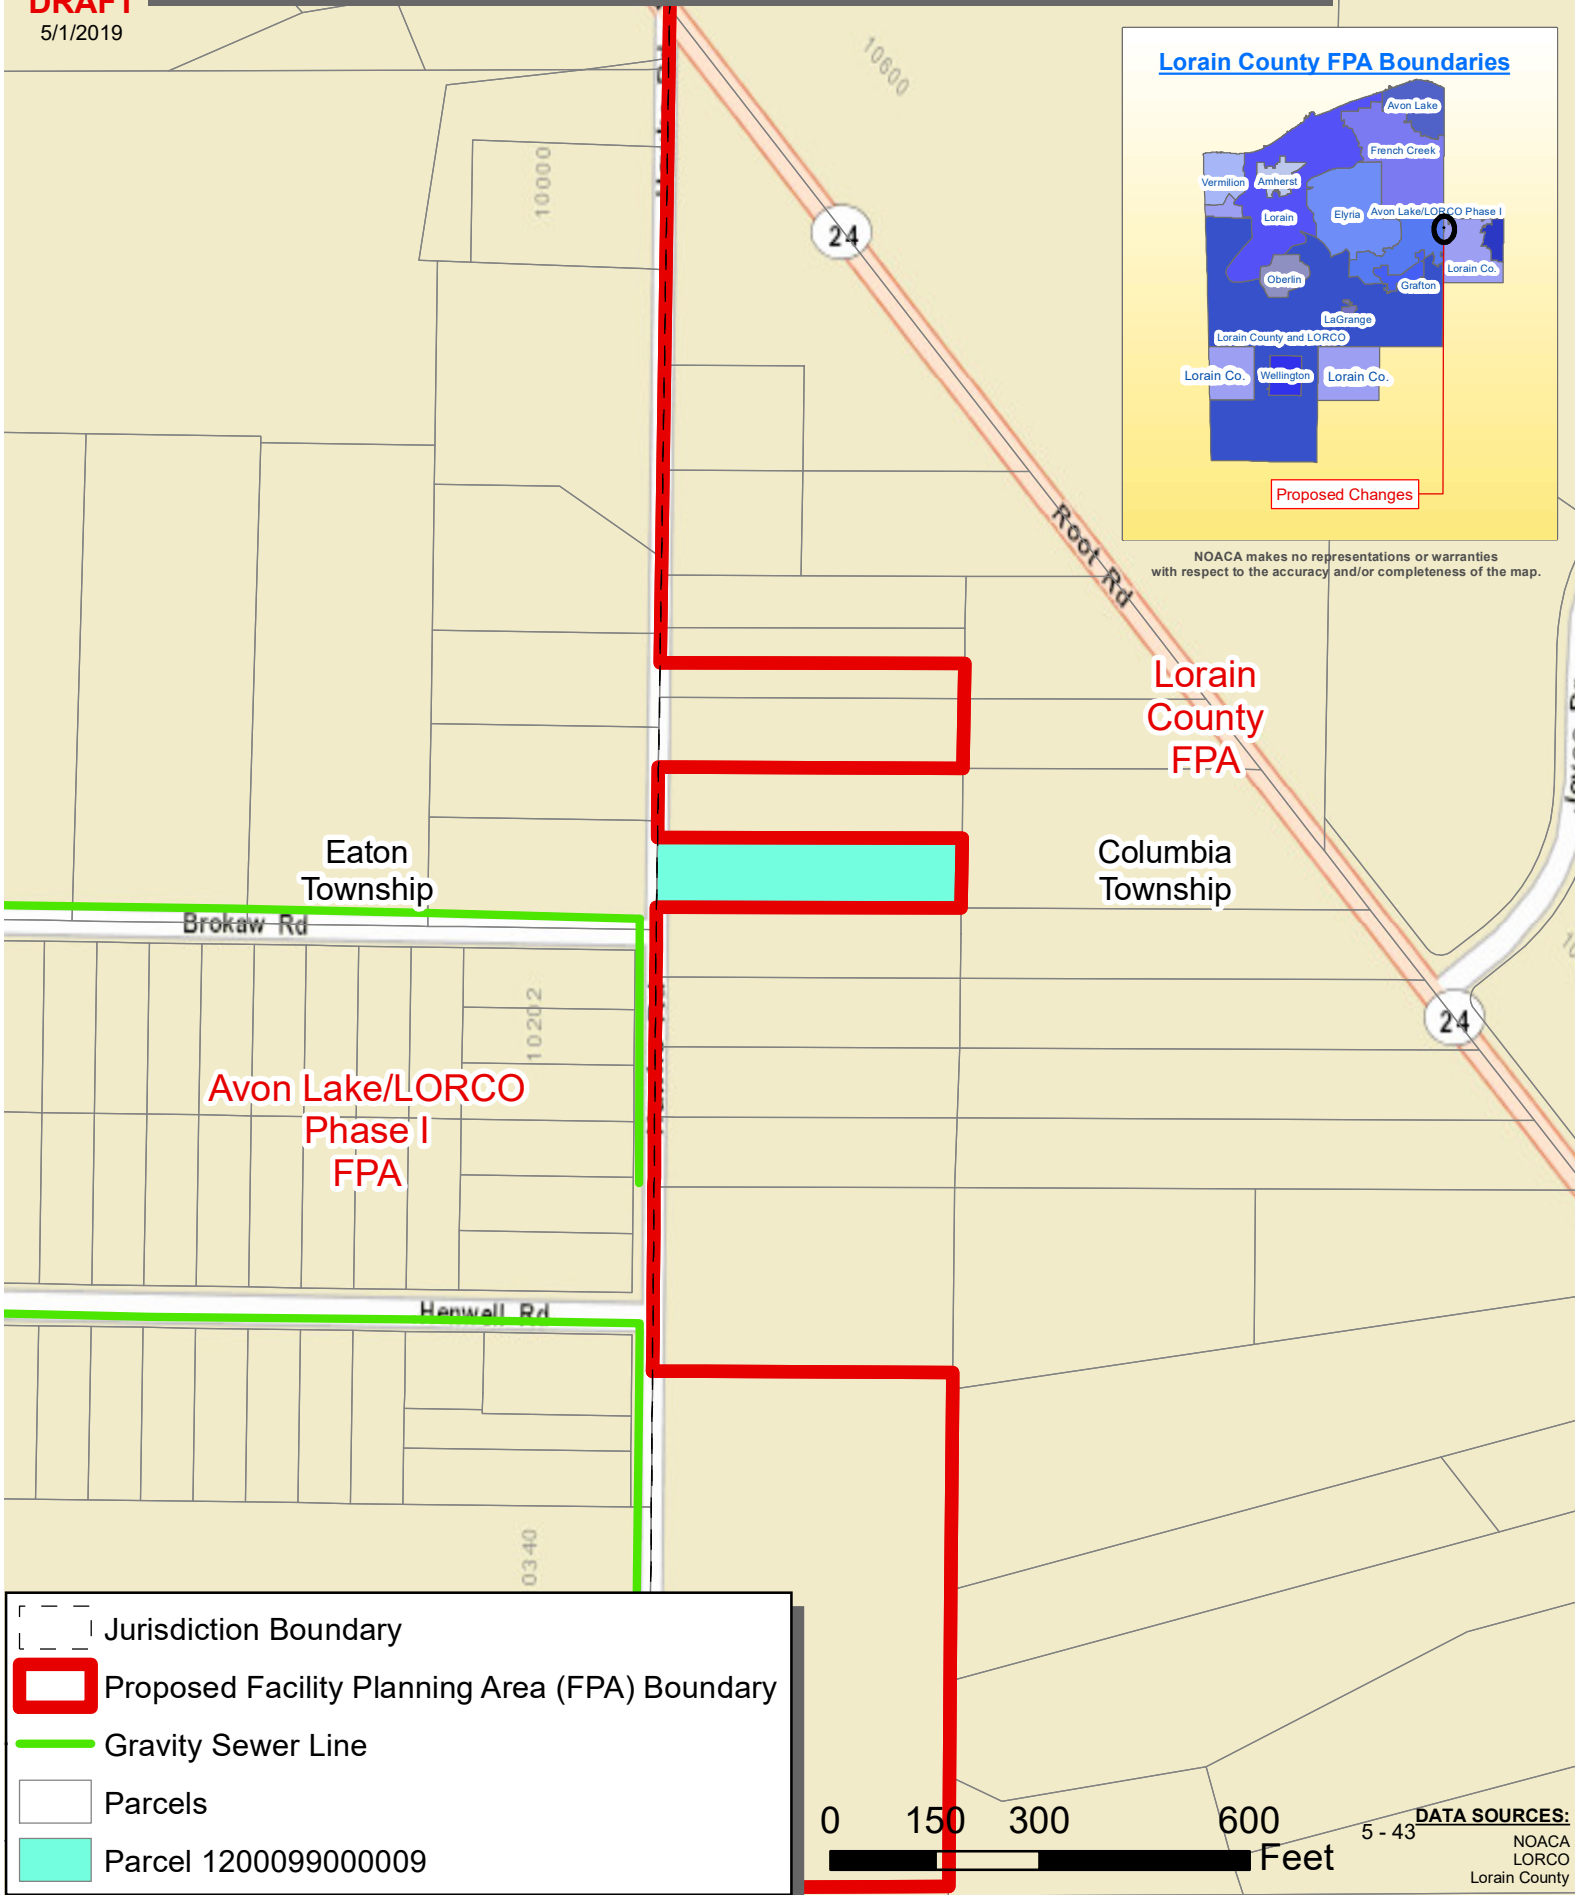 DRAFT
5/1/2019
Lorain County FPA Boundaries
Avon Lake
French Creek
Vermilion
Amherst
Lorain
Elyria
Avon Lake/LORCO Phase I
Lorain Co.
Oberlin
Grafton
LaGrange
Lorain County and LORCO
Lorain Co.
Wellington
Lorain Co.
Proposed Changes
NOACA makes no representations or warranties
with respect to the accuracy and/or completeness of the map.
10600
10000
24
Root Rd
Lorain
County
FPA
Eaton
Township
Columbia
Township
Brokaw Rd
10202
24
Avon Lake/LORCO
Phase I
FPA
Henwell Rd
0340
Jurisdiction Boundary
Proposed Facility Planning Area (FPA) Boundary
Gravity Sewer Line
Parcels
Parcel 1200099000009
0 150 300 600
Feet
5 - 43
DATA SOURCES:
NOACA
LORCO
Lorain County